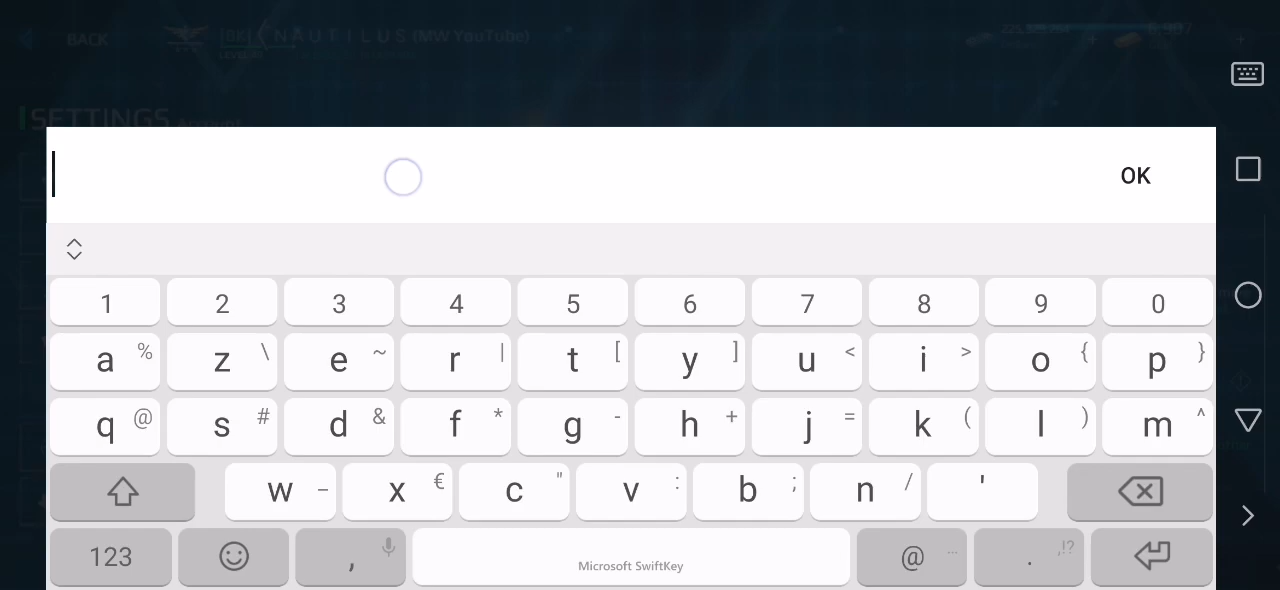 BACK
NAUTILUS (MW YouTube)
SETTINGS Account
OK
1 2 3 4 5 6 7 8 9 0
a % z \ e ~ r | t [ y ] u < i > o { p }
q @ s # d & f * g - h + j = k ( l ) m ^
w _ x € c " v : b ; n / '
123 , Microsoft SwiftKey @ ... . ,!?